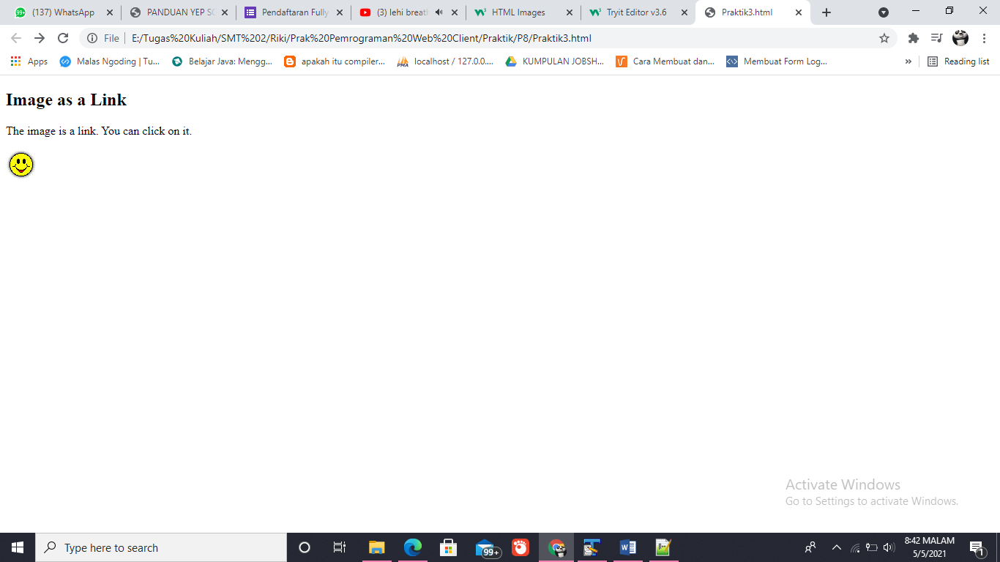 99+ (137) WhatsApp
PANDUAN YEP SC
Pendaftaran Fully
(3) lehi breath
HTML Images
Tryit Editor v3.6
Praktik3.html
File
E:/Tugas%20Kuliah/SMT%202/Riki/Prak%20Pemrograman%20Web%20Client/Praktik/P8/Praktik3.html
Apps
Malas Ngoding | Tu...
Belajar Java: Mengg...
apakah itu compiler...
PMA localhost / 127.0.0....
KUMPULAN JOBSH...
Cara Membuat dan...
Membuat Form Log...
»
Reading list
Image as a Link
The image is a link. You can click on it.
Activate Windows
Go to Settings to activate Windows.
Type here to search
99+
8:42 MALAM
5/5/2021
1